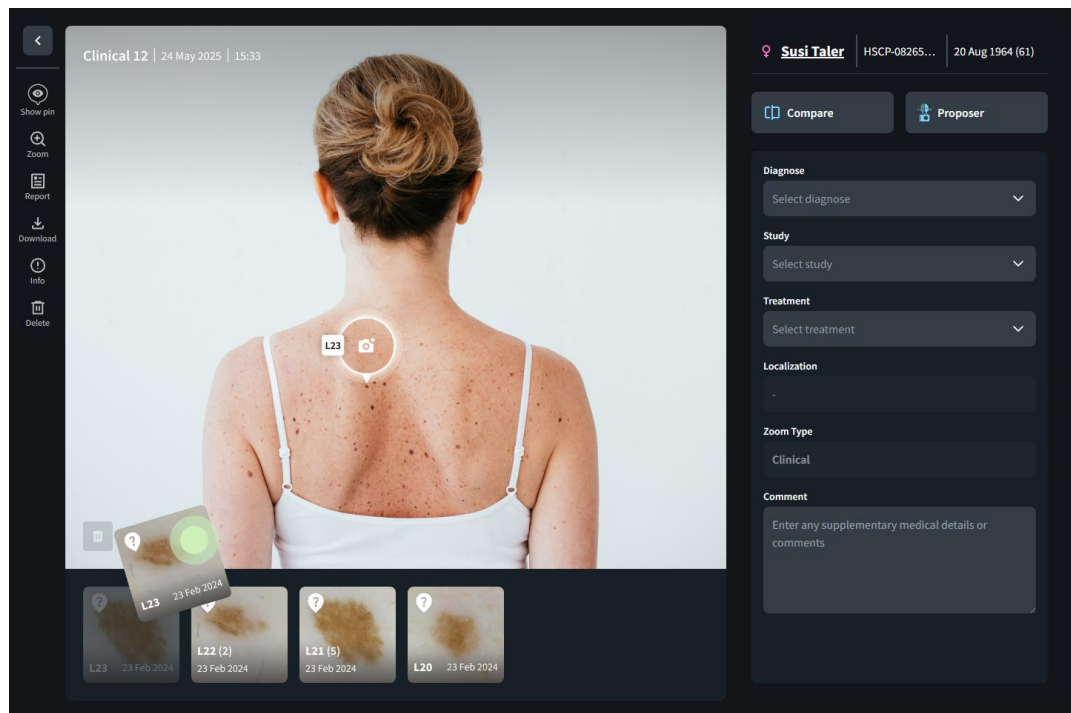 Clinical 12 | 24 May 2025 | 15:33
Show pin
Zoom
Report
Download
Info
Delete
L23
?
L23 23 Feb 2024
?
L23 23 Feb 2024
?
L22 (2)
23 Feb 2024
?
L21 (5)
23 Feb 2024
?
L20 23 Feb 2024
Susi Taler
HSCP-08265...
20 Aug 1964 (61)
Compare
Proposer
Diagnose
Select diagnose
Study
Select study
Treatment
Select treatment
Localization
-
Zoom Type
Clinical
Comment
Enter any supplementary medical details or
comments